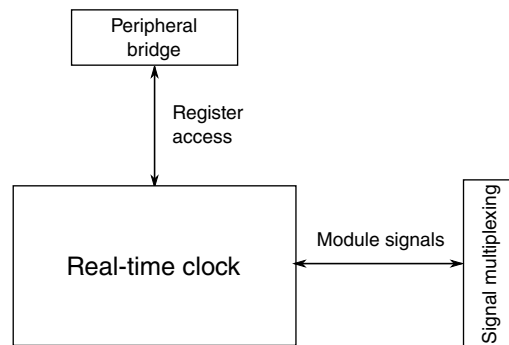 Peripheral
bridge
Register
access
Real-time clock
Module signals
Signal multiplexing